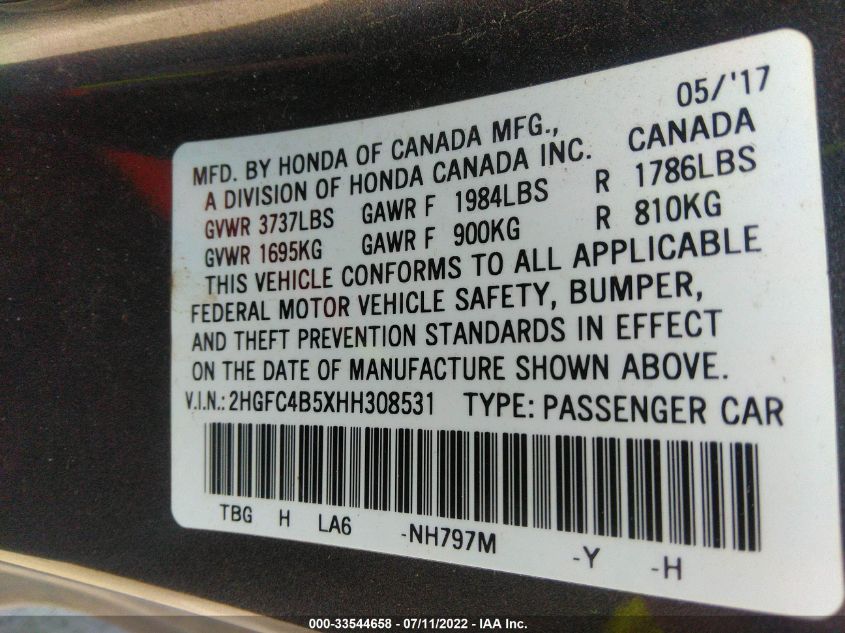 05/'17
MFD. BY HONDA OF CANADA MFG., CANADA
A DIVISION OF HONDA CANADA INC.
GVWR 3737LBS GAWR F 1984LBS R 1786LBS
GVWR 1695KG GAWR F 900KG R 810KG
THIS VEHICLE CONFORMS TO ALL APPLICABLE
FEDERAL MOTOR VEHICLE SAFETY, BUMPER,
AND THEFT PREVENTION STANDARDS IN EFFECT
ON THE DATE OF MANUFACTURE SHOWN ABOVE.
V.I.N.: 2HGFC4B5XHH308531 TYPE: PASSENGER CAR
TBG H LA6 -NH797M -Y -H
000-33544658 - 07/11/2022 - IAA Inc.